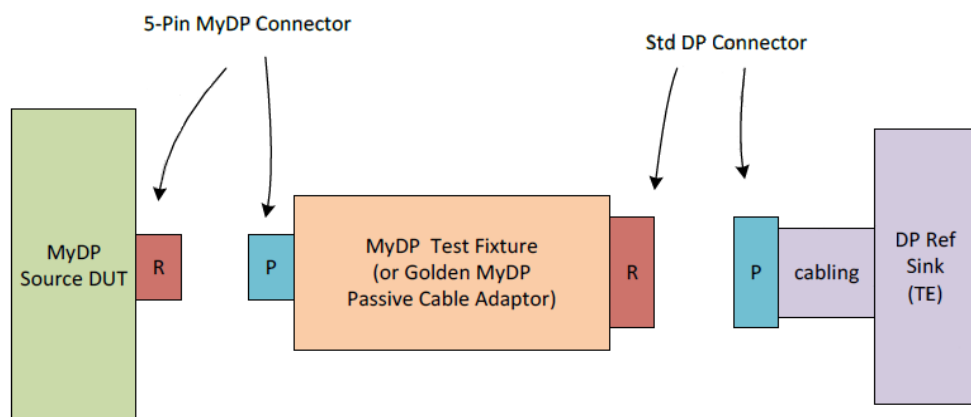 5-Pin MyDP Connector
Std DP Connector
MyDP
Source DUT
R
P
MyDP  Test Fixture
(or Golden MyDP
Passive Cable Adaptor)
R
P
cabling
DP Ref
Sink
(TE)